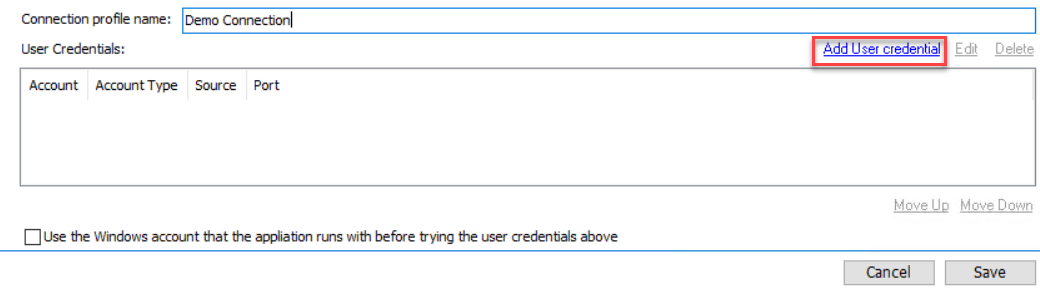 Connection profile name: Demo Connection
User Credentials: Add User credential Edit Delete
Account Account Type Source Port
Move Up Move Down
Use the Windows account that the appliation runs with before trying the user credentials above
Cancel Save